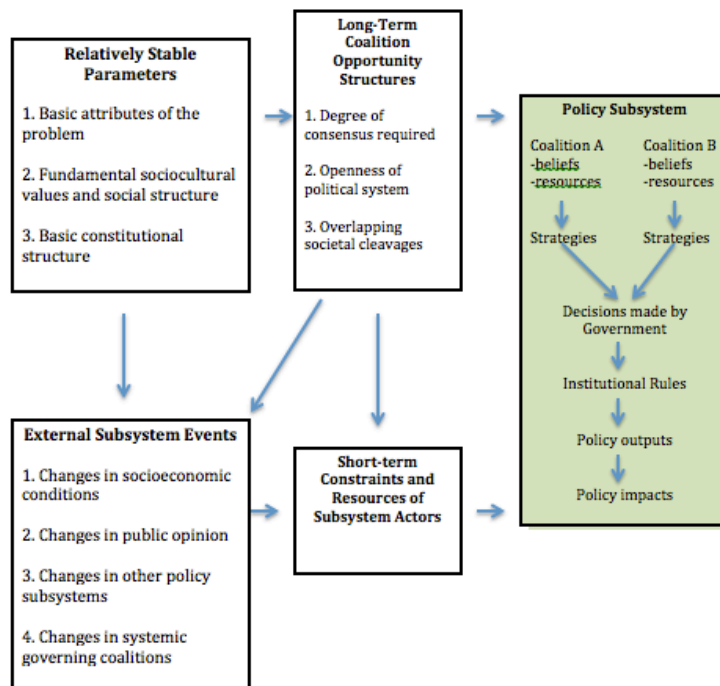 Relatively Stable
Parameters
1. Basic attributes of the
problem
2. Fundamental sociocultural
values and social structure
3. Basic constitutional
structure
Long-Term
Coalition
Opportunity
Structures
1. Degree of
consensus required
2. Openness of
political system
3. Overlapping
societal cleavages
Policy Subsystem
Coalition A
-beliefs
-resources
Coalition B
-beliefs
-resources
Strategies
Strategies
Decisions made by
Government
Institutional Rules
Policy outputs
Policy impacts
External Subsystem Events
1. Changes in socioeconomic
conditions
2. Changes in public opinion
3. Changes in other policy
subsystems
4. Changes in systemic
governing coalitions
Short-term
Constraints and
Resources of
Subsystem Actors